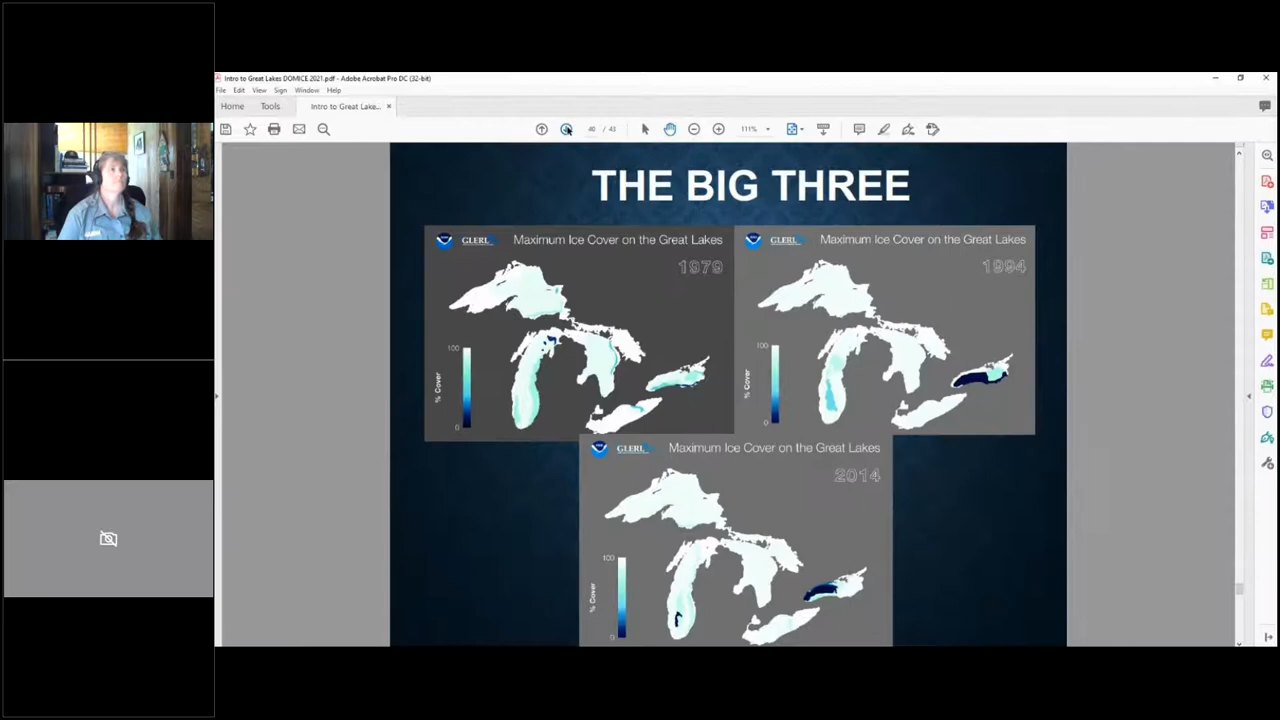 Intro to Great Lakes DOMICE 2021.pdf - Adobe Acrobat Pro DC (32-bit)
File Edit View Sign Window Help
Home Tools Intro to Great Lake... ×
40 / 43 111%
THE BIG THREE
GLERL Maximum Ice Cover on the Great Lakes
1979
100
% Cover
0
GLERL Maximum Ice Cover on the Great Lakes
1994
100
% Cover
0
GLERL Maximum Ice Cover on the Great Lakes
2014
100
% Cover
0